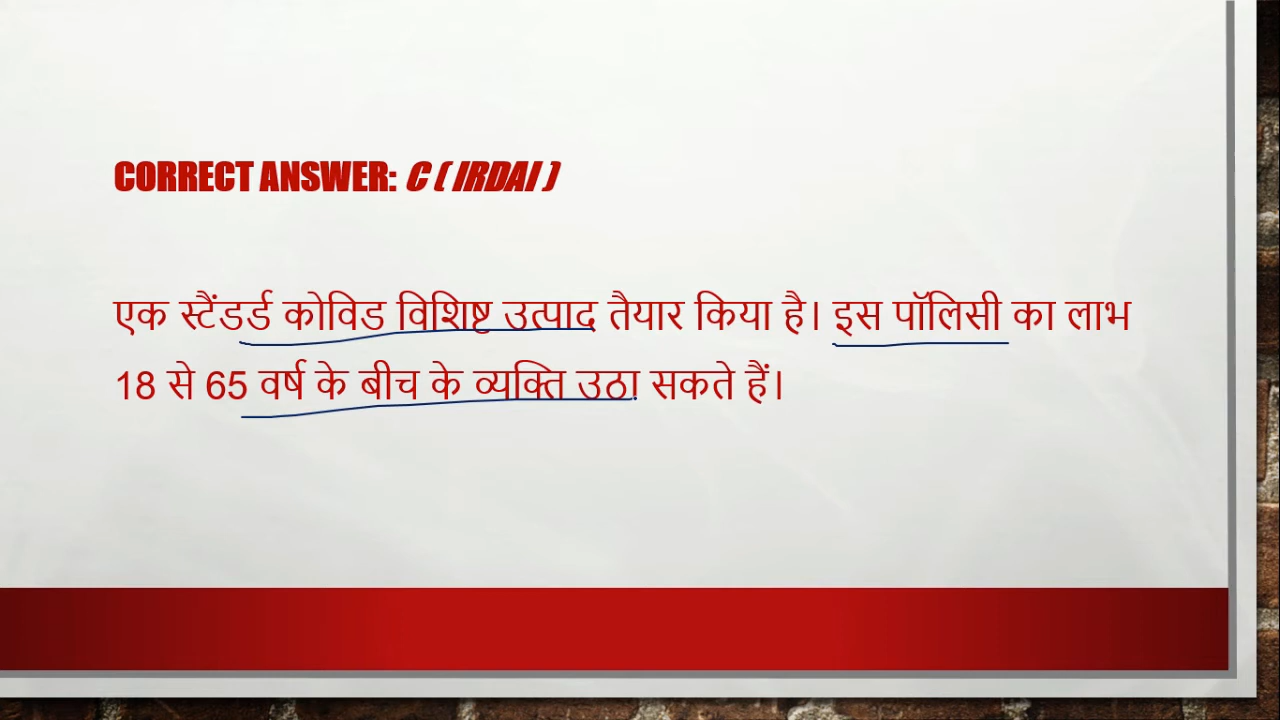 CORRECT ANSWER: C ( IRDAI )
एक स्टैंडर्ड कोविड विशिष्ट उत्पाद तैयार किया है। इस पॉलिसी का लाभ
18 से 65 वर्ष के बीच के व्यक्ति उठा सकते हैं।